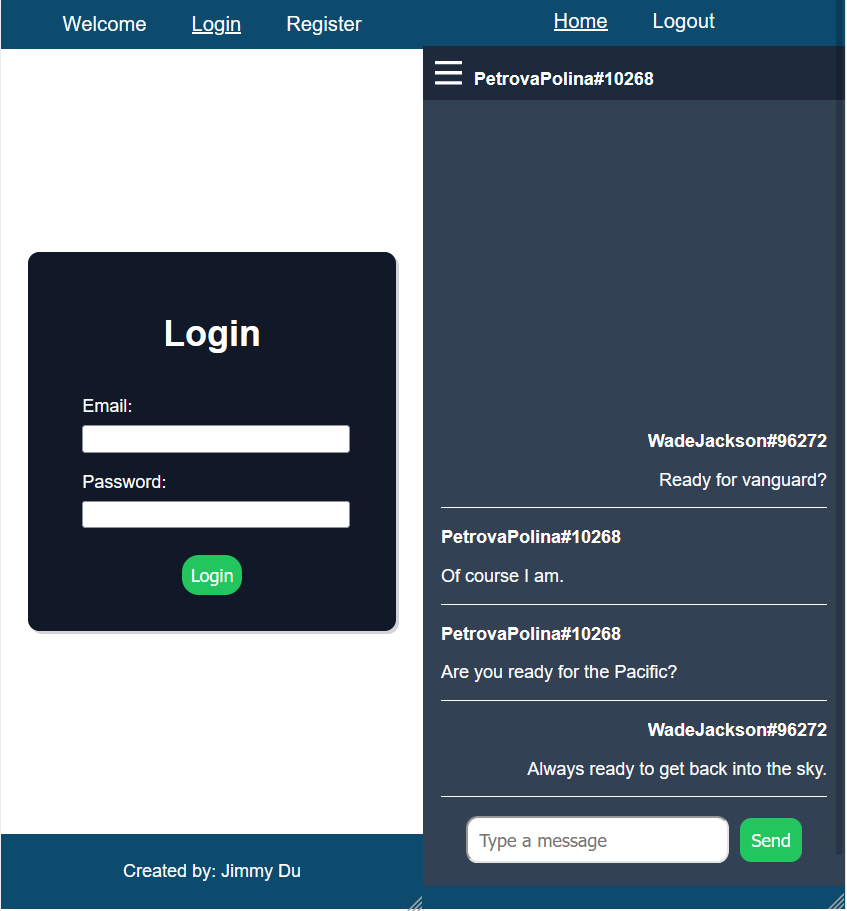 Welcome Login Register
Login
Email:
Password:
Login
Created by: Jimmy Du
Home Logout
PetrovaPolina#10268
WadeJackson#96272
Ready for vanguard?
PetrovaPolina#10268
Of course I am.
PetrovaPolina#10268
Are you ready for the Pacific?
WadeJackson#96272
Always ready to get back into the sky.
Type a message Send